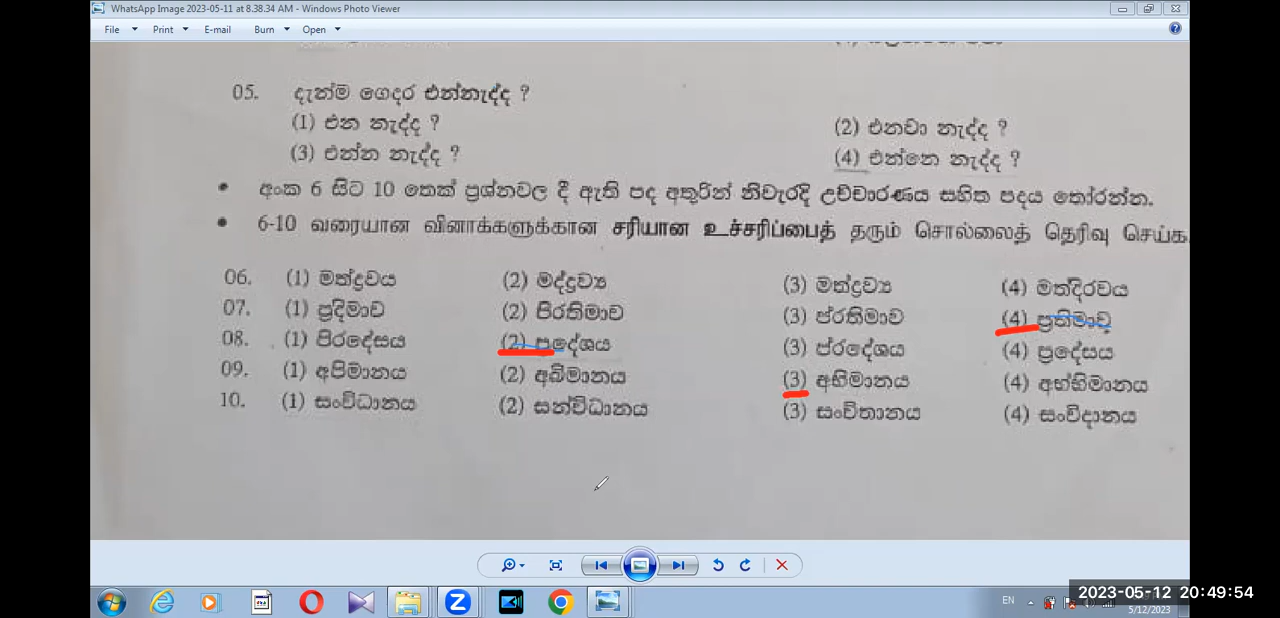 WhatsApp Image 2023-05-11 at 8.38.34 AM - Windows Photo Viewer
File Print E-mail Burn Open
05. දැන්ම ගෙදර එන්නැද්ද ?
(1) එන නැද්ද ? (2) එනවා නැද්ද ?
(3) එන්න නැද්ද ? (4) එන්නෙ නැද්ද ?
• අංක 6 සිට 10 තෙක් ප්‍රශ්නවල දී ඇති පද අතුරින් නිවැරදි උච්චාරණය සහිත පදය තෝරන්න.
• 6-10 வரையான வினாக்களுக்கான சரியான உச்சரிப்பைத் தரும் சொல்லைத் தெரிவு செய்க
06. (1) මත්ද්‍රවය (2) මද්ද්‍රව්‍ය (3) මත්ද්‍රව්‍ය (4) මත්දිරවය
07. (1) ප්‍රදිමාව (2) පිරතිමාව (3) ප්රතිමාව (4) ප්‍රතිමාව
08. (1) පිරදේසය (2) ප්‍රදේශය (3) ප්රදේශය (4) ප්‍රදේසය
09. (1) අපිමානය (2) අඛිමානය (3) අභිමානය (4) අභ්භිමානය
10. (1) සංවිධානය (2) සන්විධානය (3) සංවිතානය (4) සංවිදානය
EN
5/12/2023
2023-05-12 20:49:54